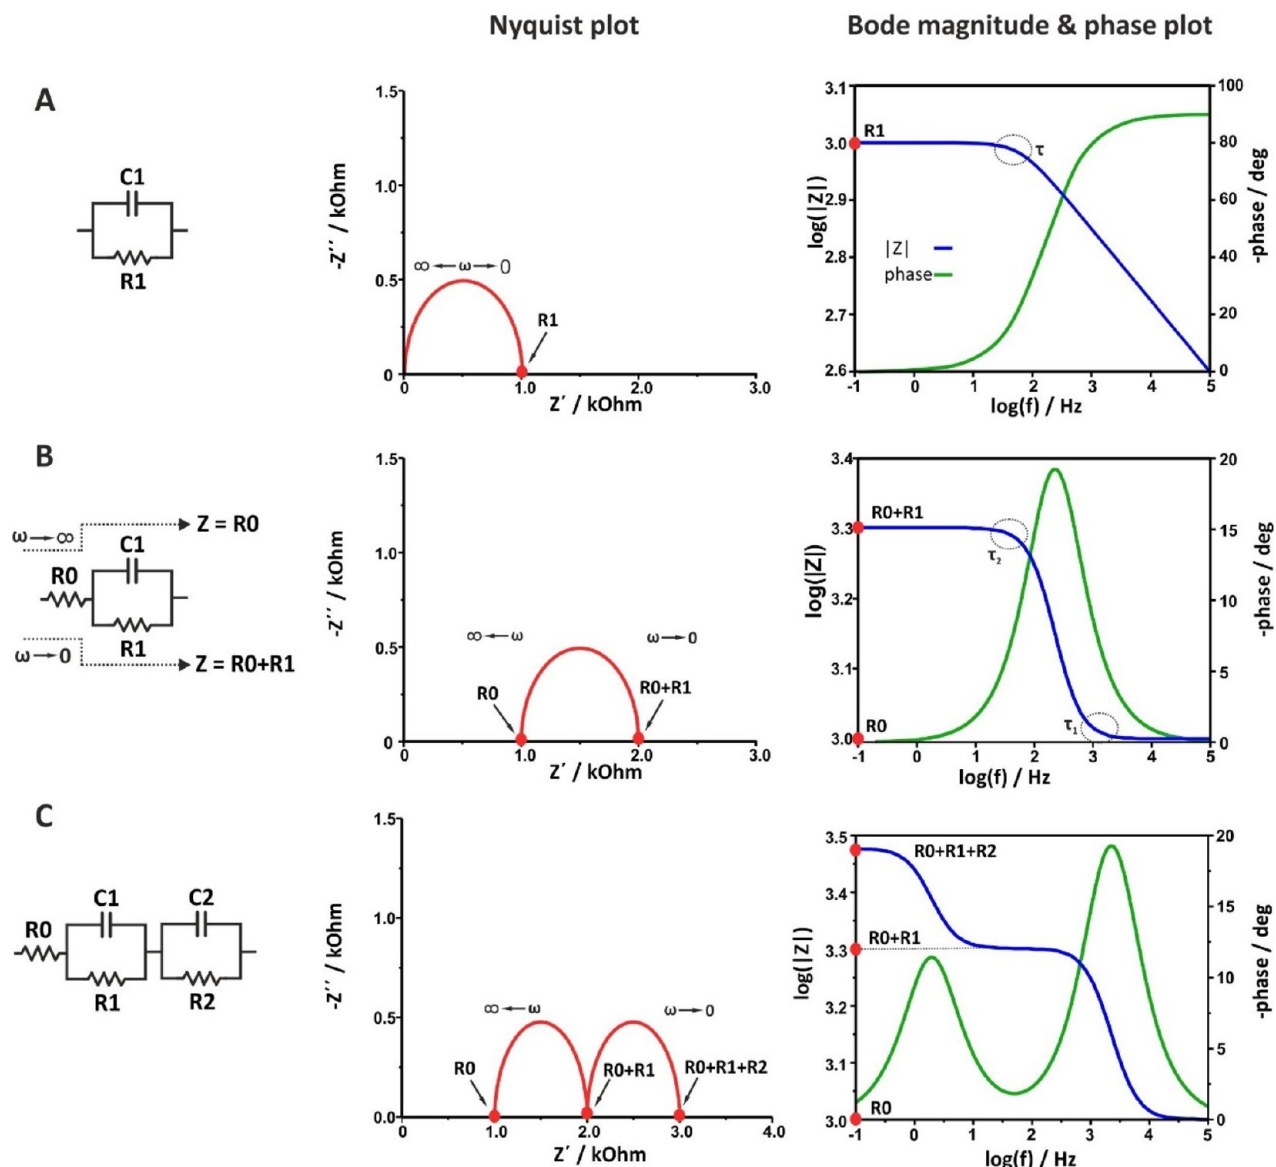 Nyquist plot
Bode magnitude & phase plot
A
C1
R1
-Z´´ / kOhm
1.5
1.0
0.5
0
∞ ← ω → 0
R1
0
1.0
2.0
3.0
Z´ / kOhm
log(|Z|)
3.1
3.0
2.9
2.8
2.7
2.6
R1
τ
|Z|
phase
100
80
60
40
20
0
-phase / deg
-1
0
1
2
3
4
5
log(f) / Hz
B
ω → ∞
Z = R0
R0
C1
R1
ω → 0
Z = R0+R1
-Z´´ / kOhm
1.5
1.0
0.5
0
∞ ← ω
ω → 0
R0
R0+R1
0
1.0
2.0
3.0
Z´ / kOhm
log(|Z|)
3.4
3.3
3.2
3.1
3.0
R0+R1
τ2
τ1
R0
20
15
10
5
0
-phase / deg
-1
0
1
2
3
4
5
log(f) / Hz
C
R0
C1
R1
C2
R2
-Z´´ / kOhm
1.5
1.0
0.5
0.0
∞ ← ω
ω → 0
R0
R0+R1
R0+R1+R2
0
1.0
2.0
3.0
4.0
Z´ / kOhm
log(|Z|)
3.5
3.4
3.3
3.2
3.1
3.0
R0+R1+R2
R0+R1
R0
20
15
10
5
0
-phase / deg
-1
0
1
2
3
4
5
log(f) / Hz